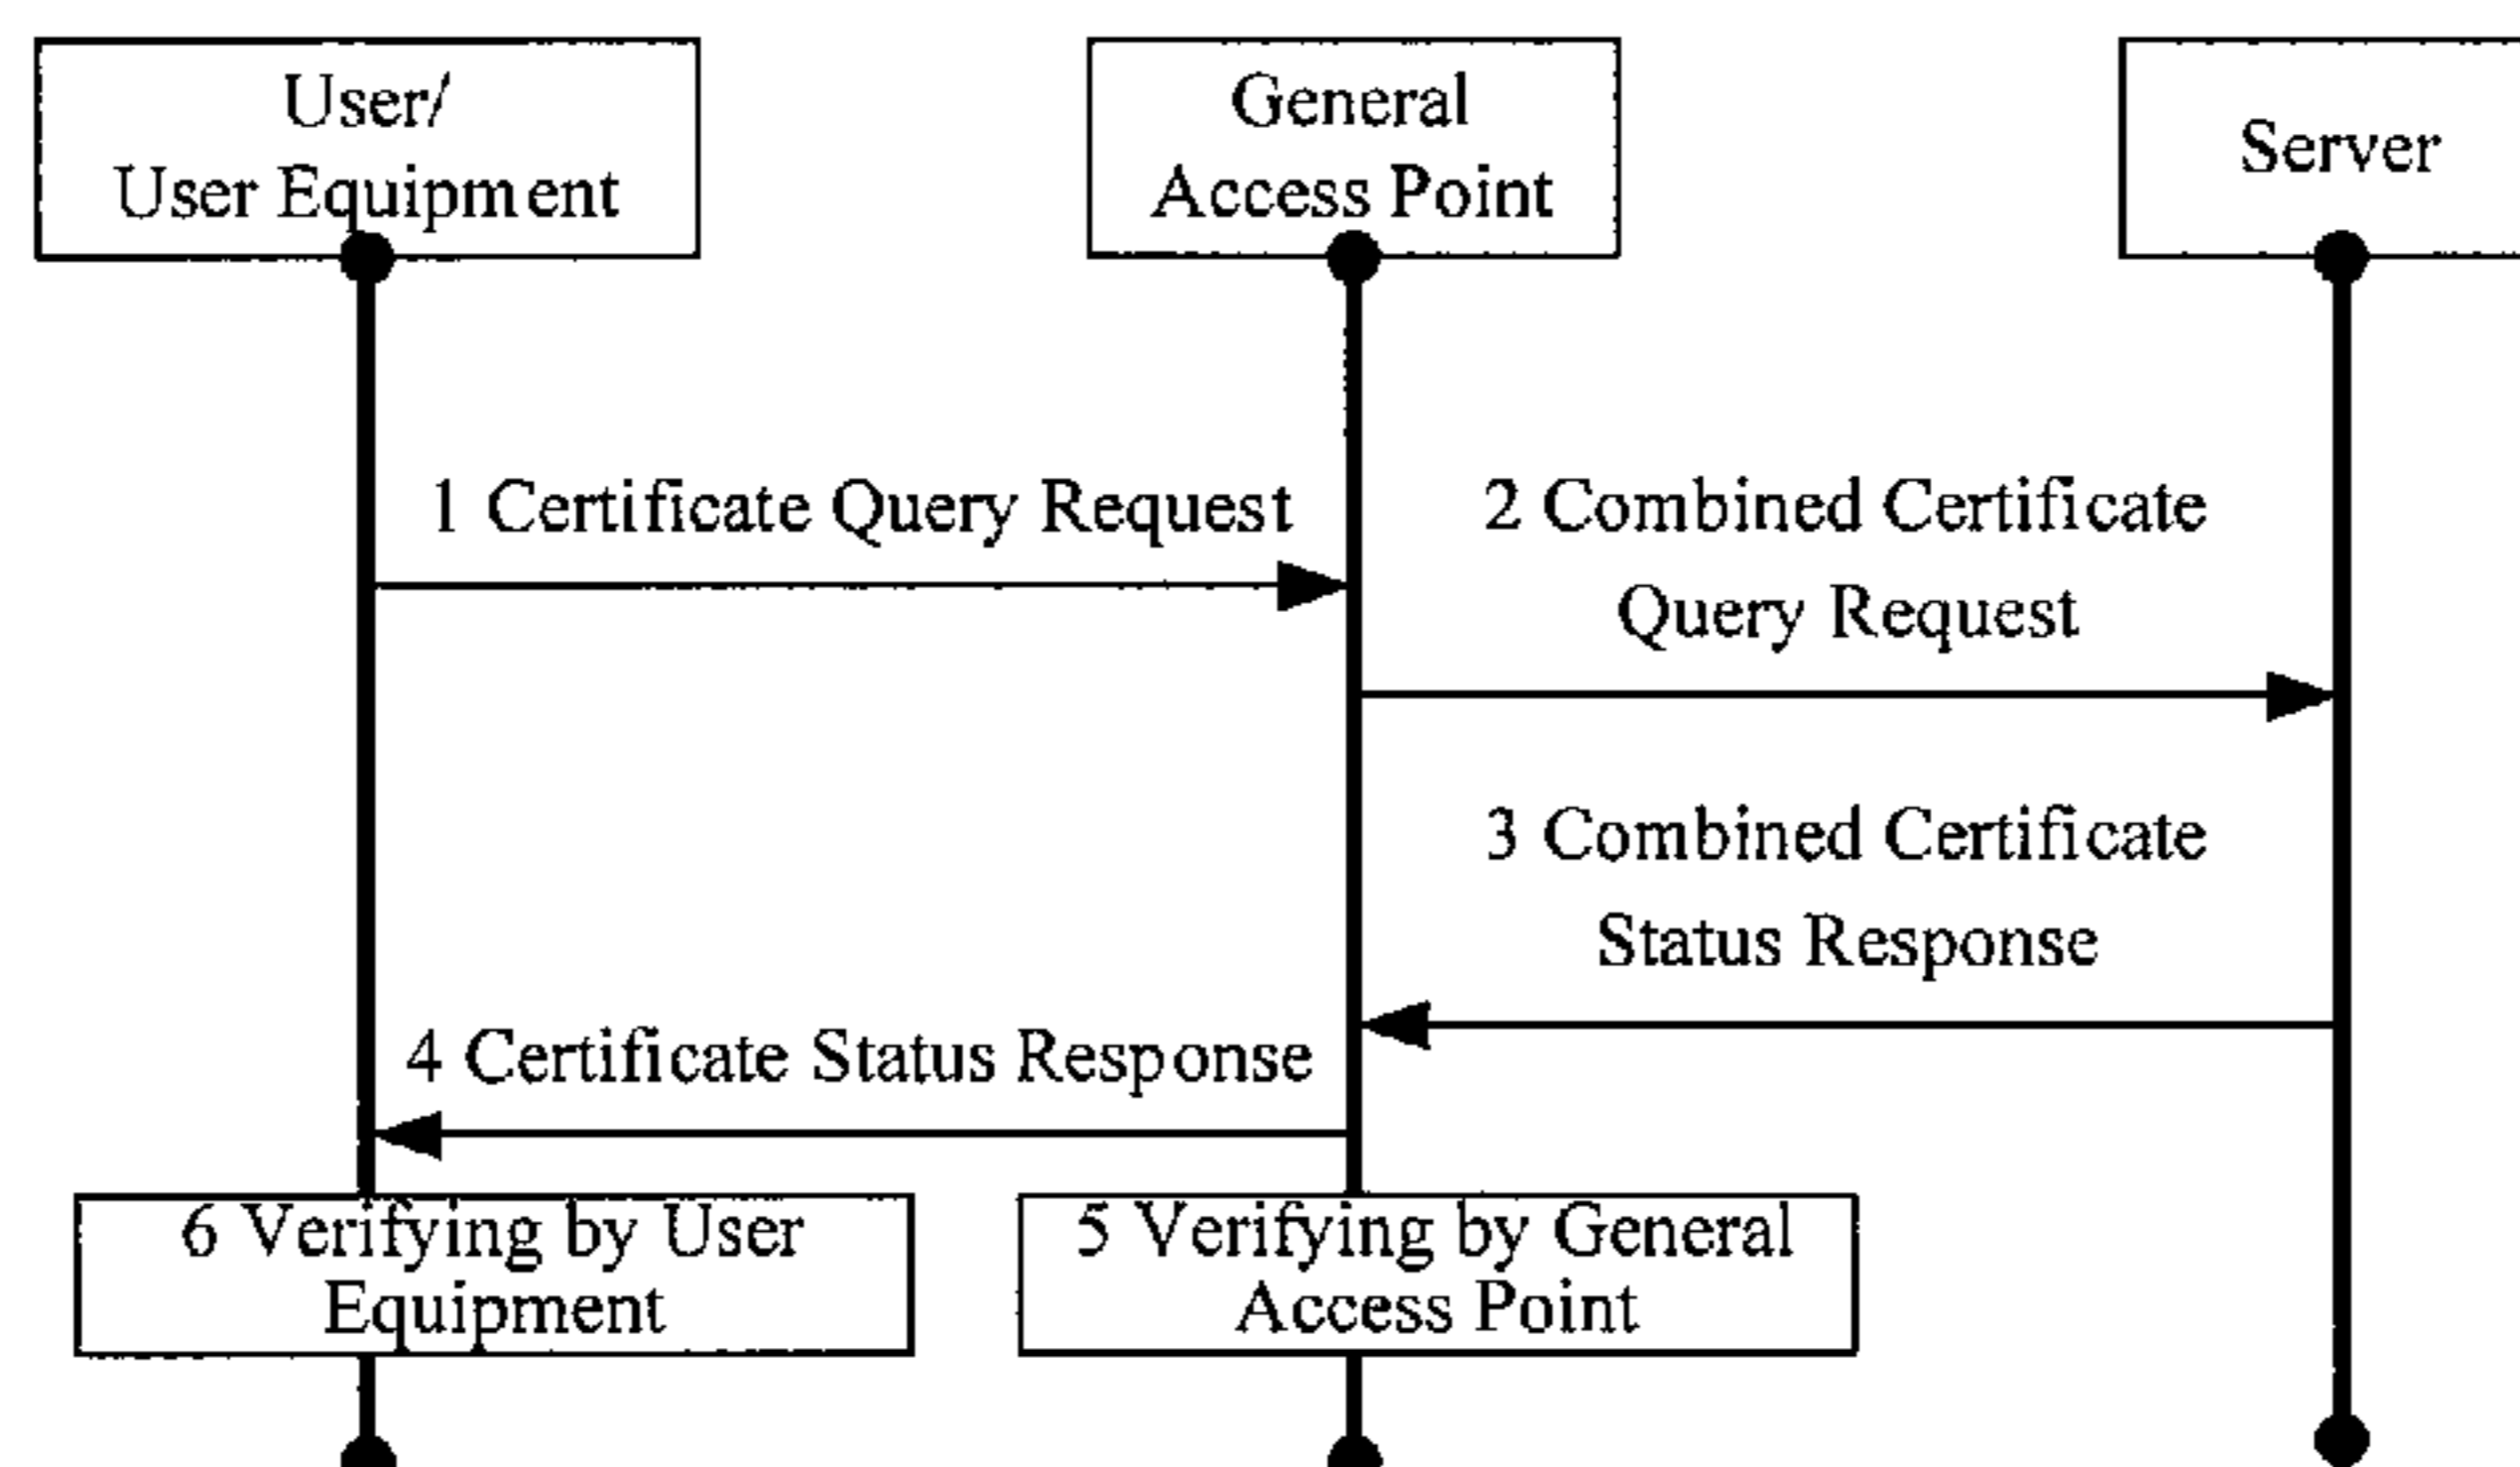 User/
User Equipment
General
Access Point
Server
1 Certificate Query Request
2 Combined Certificate
Query Request
3 Combined Certificate
Status Response
4 Certificate Status Response
6 Verifying by User
Equipment
5 Verifying by General
Access Point